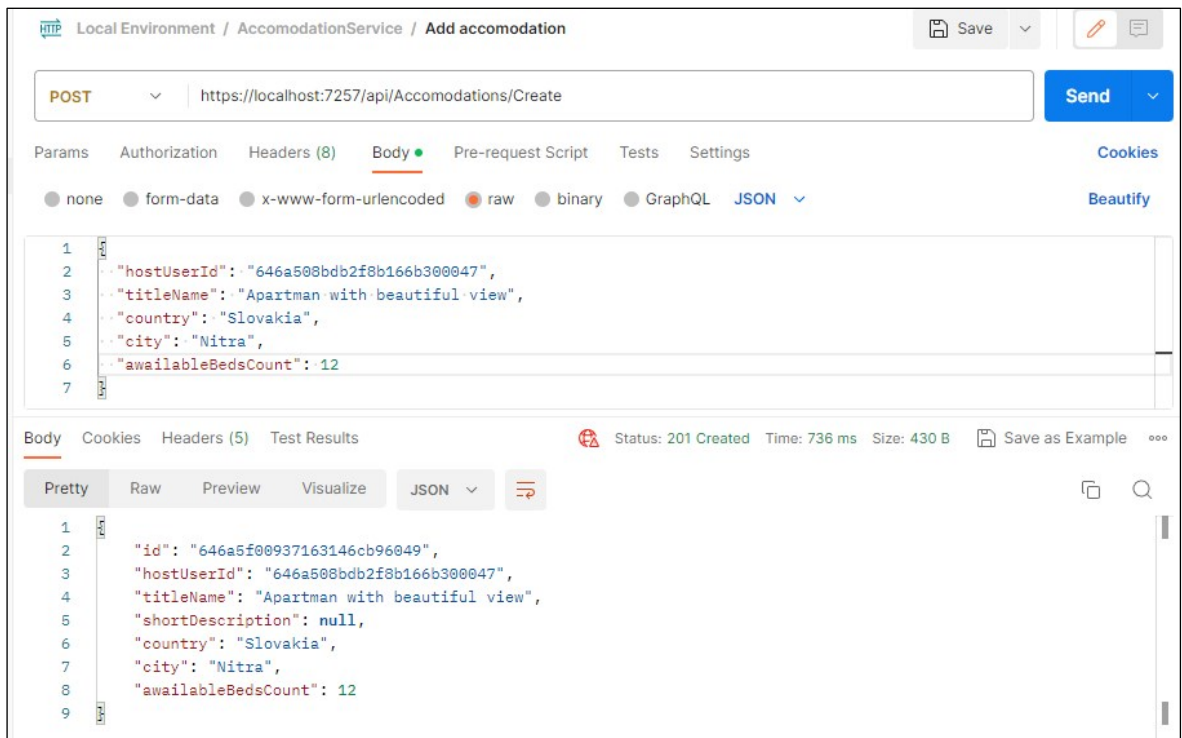 HTTP Local Environment / AccomodationService / Add accomodation Save
POST https://localhost:7257/api/Accomodations/Create Send
Params Authorization Headers (8) Body Pre-request Script Tests Settings Cookies
none form-data x-www-form-urlencoded raw binary GraphQL JSON Beautify
1 {
2 "hostUserId": "646a508bdb2f8b166b300047",
3 "titleName": "Apartman with beautiful view",
4 "country": "Slovakia",
5 "city": "Nitra",
6 "awailableBedsCount": 12
7 }
Body Cookies Headers (5) Test Results Status: 201 Created Time: 736 ms Size: 430 B Save as Example
Pretty Raw Preview Visualize JSON
1 {
2 "id": "646a5f00937163146cb96049",
3 "hostUserId": "646a508bdb2f8b166b300047",
4 "titleName": "Apartman with beautiful view",
5 "shortDescription": null,
6 "country": "Slovakia",
7 "city": "Nitra",
8 "awailableBedsCount": 12
9 }